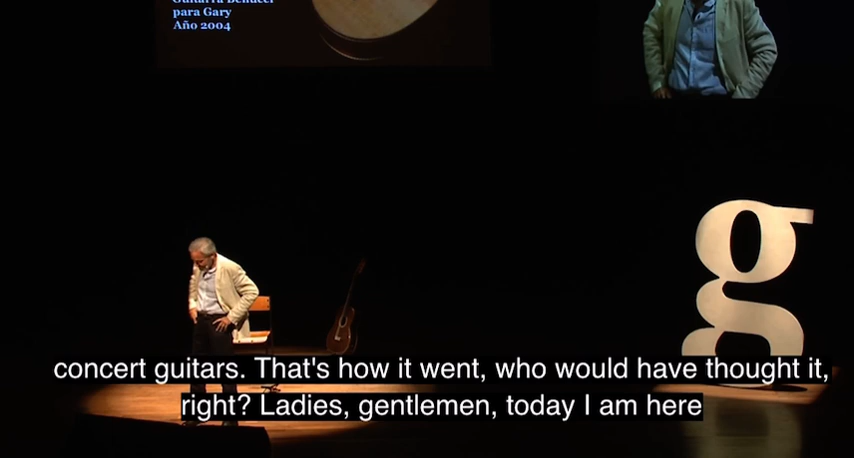 para Gary
Año 2004
g
concert guitars. That's how it went, who would have thought it,
right? Ladies, gentlemen, today I am here